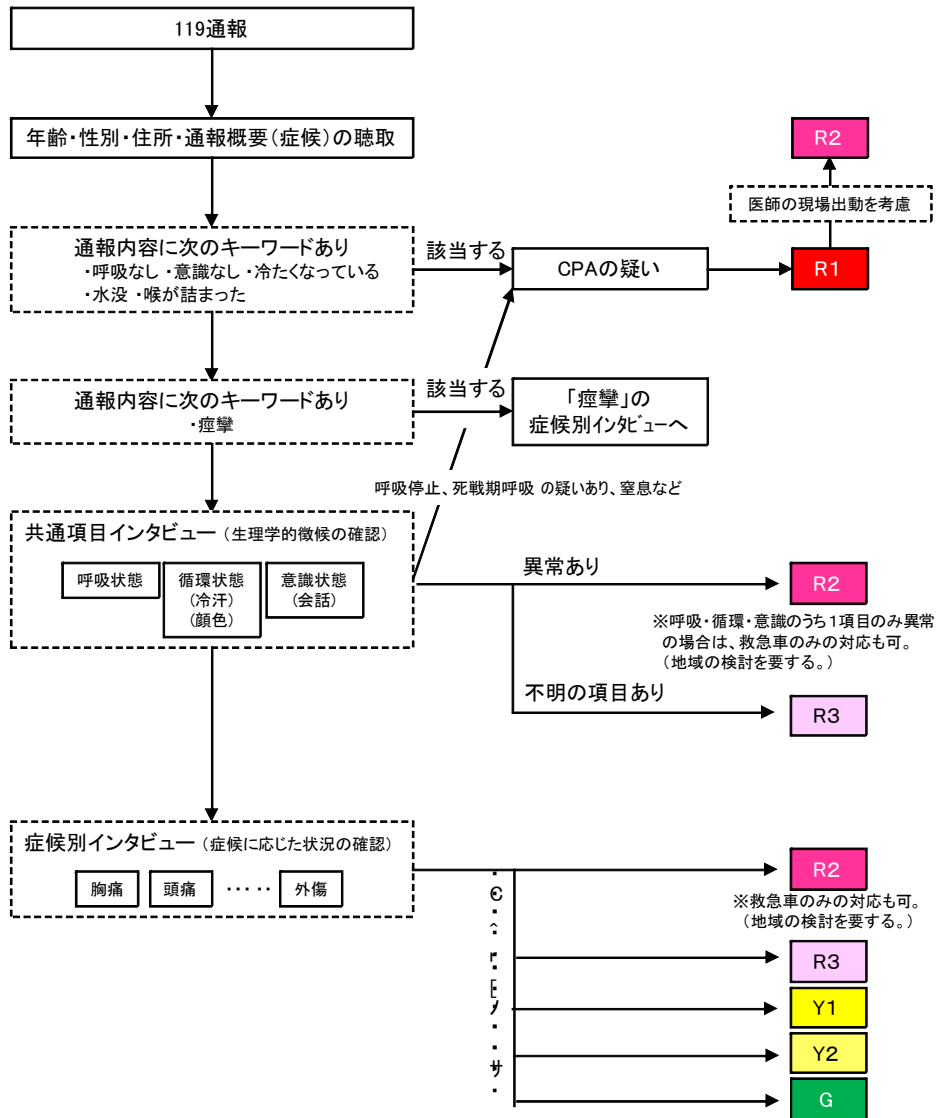 119通報
年齢・性別・住所・通報概要(症候)の聴取
R2
医師の現場出動を考慮
通報内容に次のキーワードあり
・呼吸なし ・意識なし ・冷たくなっている
・水没 ・喉が詰まった
該当する
CPAの疑い
R1
通報内容に次のキーワードあり
・痙攣
該当する
「痙攣」の
症候別インタビューへ
呼吸停止、死戦期呼吸 の疑いあり、窒息など
共通項目インタビュー(生理学的徴候の確認)
呼吸状態
循環状態
(冷汗)
(顔色)
意識状態
(会話)
異常あり
R2
※呼吸・循環・意識のうち1項目のみ異常
の場合は、救急車のみの対応も可。
(地域の検討を要する。)
不明の項目あり
R3
症候別インタビュー(症候に応じた状況の確認)
胸痛
頭痛
・・・・・
外傷
R2
※救急車のみの対応も可。
(地域の検討を要する。)
R3
Y1
Y2
G